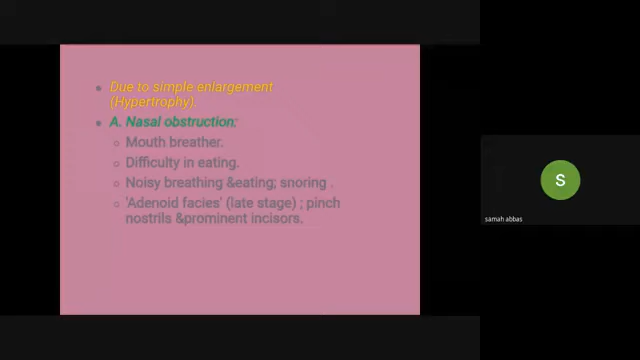 Due to simple enlargement
(Hypertrophy).
A. Nasal obstruction:
Mouth breather.
Difficulty in eating.
Noisy breathing &eating; snoring .
'Adenoid facies' (late stage) ; pinch
nostrils &prominent incisors.
S
samah abbas